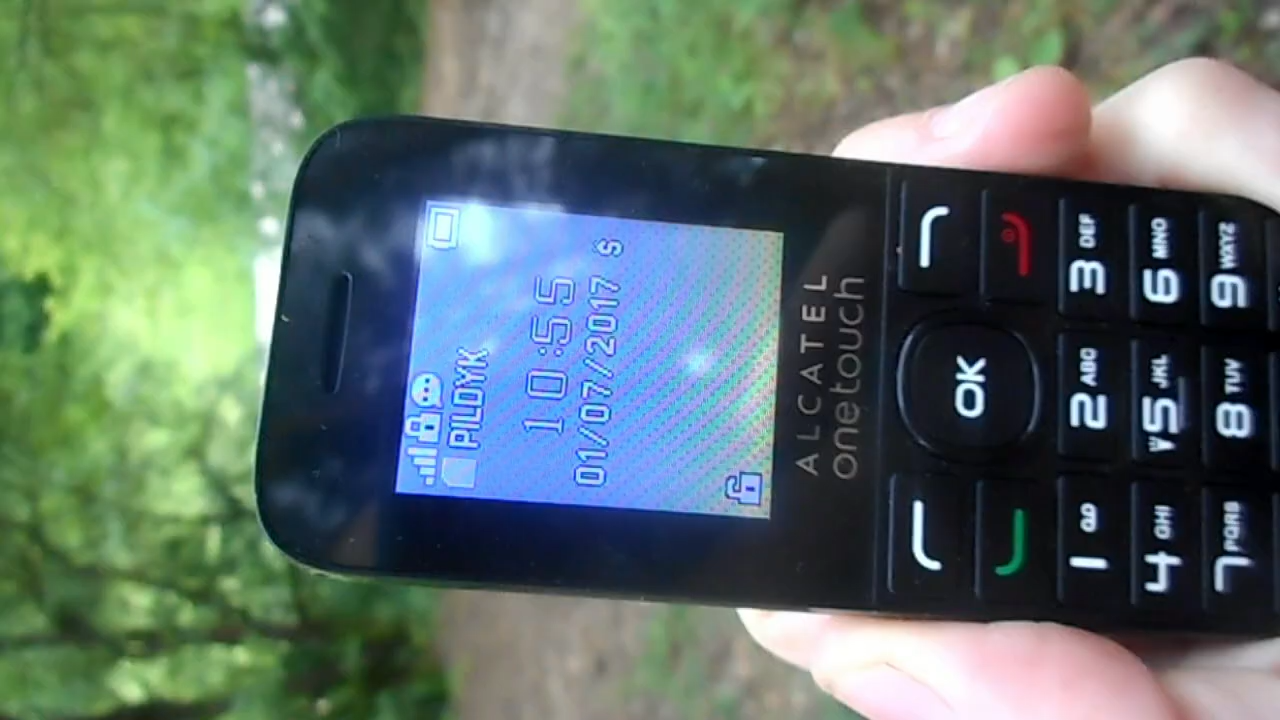 PILDYK
10:55
01/07/2017 Š
ALCATEL
onetouch
OK
1 2 ABC 3 DEF
4 GHI 5 JKL 6 MNO
7 PQRS 8 TUV 9 WXYZ